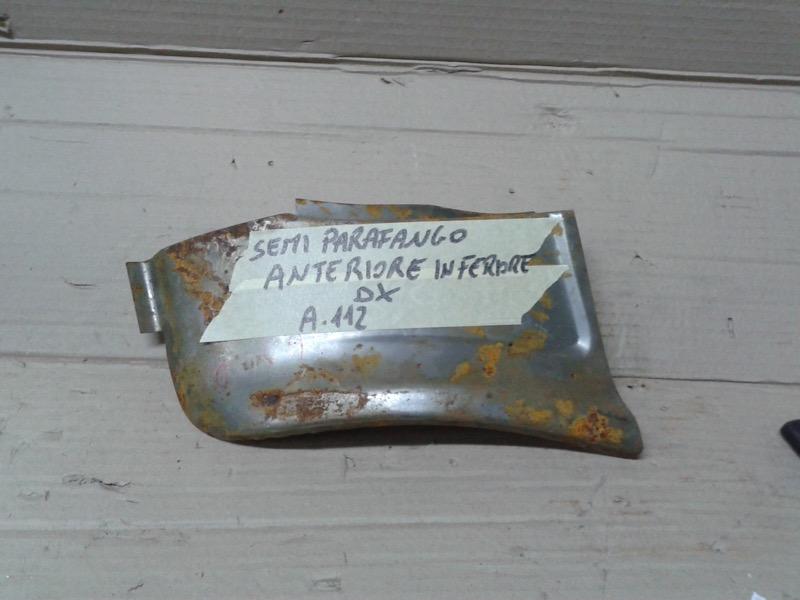 SEMI PARAFANGO
ANTERIORE INFERIORE
DX
A.112